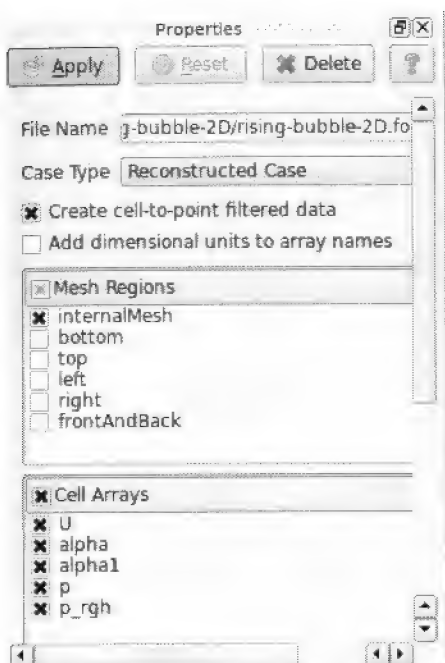 Properties
Apply Reset Delete ?
File Name g-bubble-2D/rising-bubble-2D.fo
Case Type Reconstructed Case
Create cell-to-point filtered data
Add dimensional units to array names
Mesh Regions
internalMesh
bottom
top
left
right
frontAndBack
Cell Arrays
U
alpha
alpha1
p
p_rgh